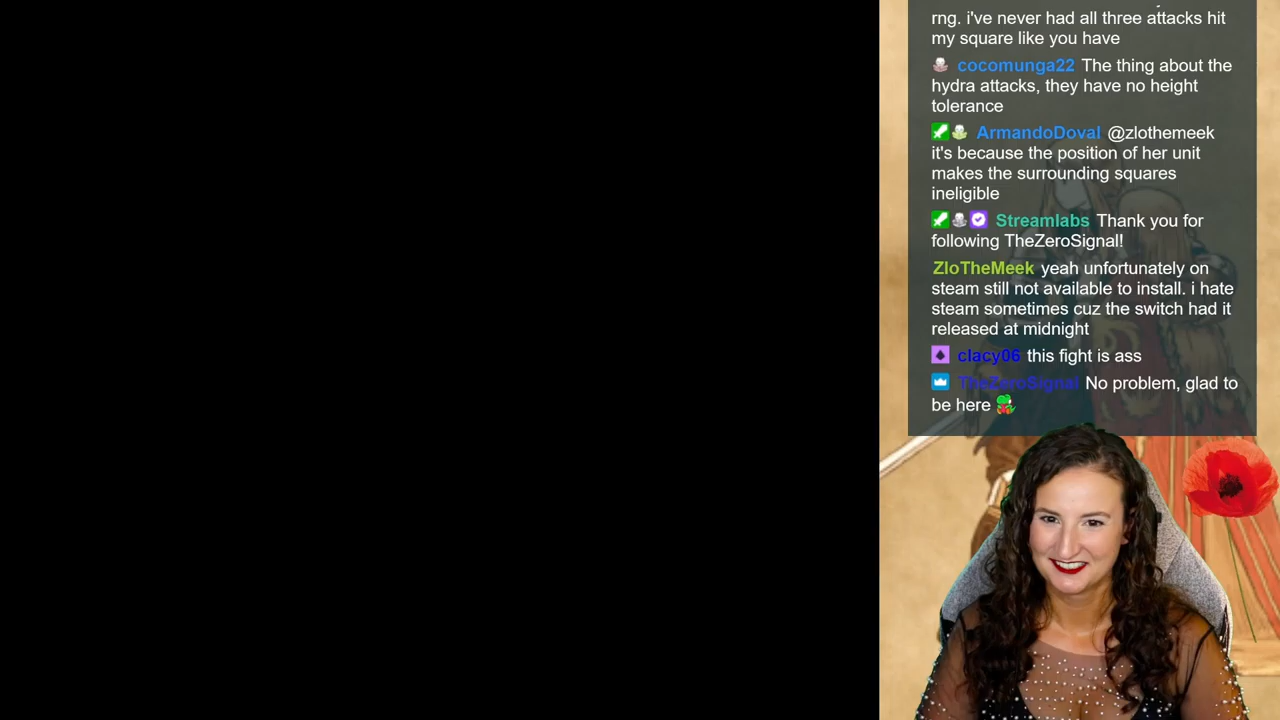 rng. i've never had all three attacks hit
my square like you have
cocomunga22 The thing about the
hydra attacks, they have no height
tolerance
ArmandoDoval @zlothemeek
it's because the position of her unit
makes the surrounding squares
ineligible
Streamlabs Thank you for
following TheZeroSignal!
ZloTheMeek yeah unfortunately on
steam still not available to install. i hate
steam sometimes cuz the switch had it
released at midnight
clacy06 this fight is ass
TheZeroSignal No problem, glad to
be here